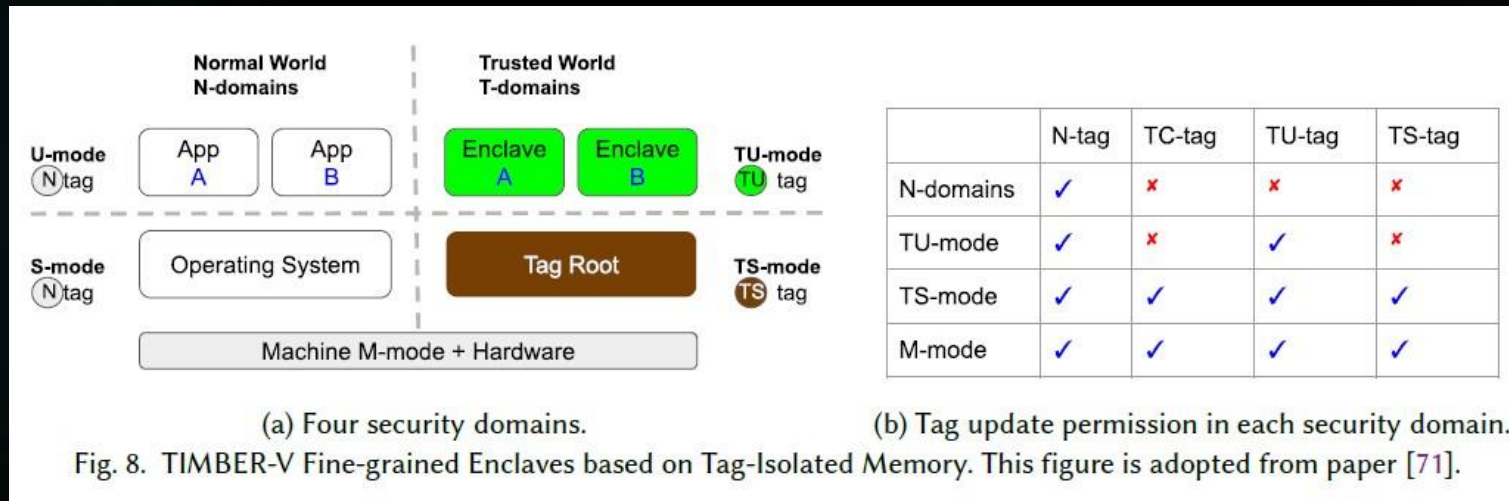 Normal World
N-domains
Trusted World
T-domains
U-mode
N tag
App
A
App
B
Enclave
A
Enclave
B
TU-mode
TU tag
S-mode
N tag
Operating System
Tag Root
TS-mode
TS tag
Machine M-mode + Hardware
(a) Four security domains.
N-tag TC-tag TU-tag TS-tag
N-domains ✓ ✘ ✘ ✘
TU-mode ✓ ✘ ✓ ✘
TS-mode ✓ ✓ ✓ ✓
M-mode ✓ ✓ ✓ ✓
(b) Tag update permission in each security domain.
Fig. 8. TIMBER-V Fine-grained Enclaves based on Tag-Isolated Memory. This figure is adopted from paper [71].